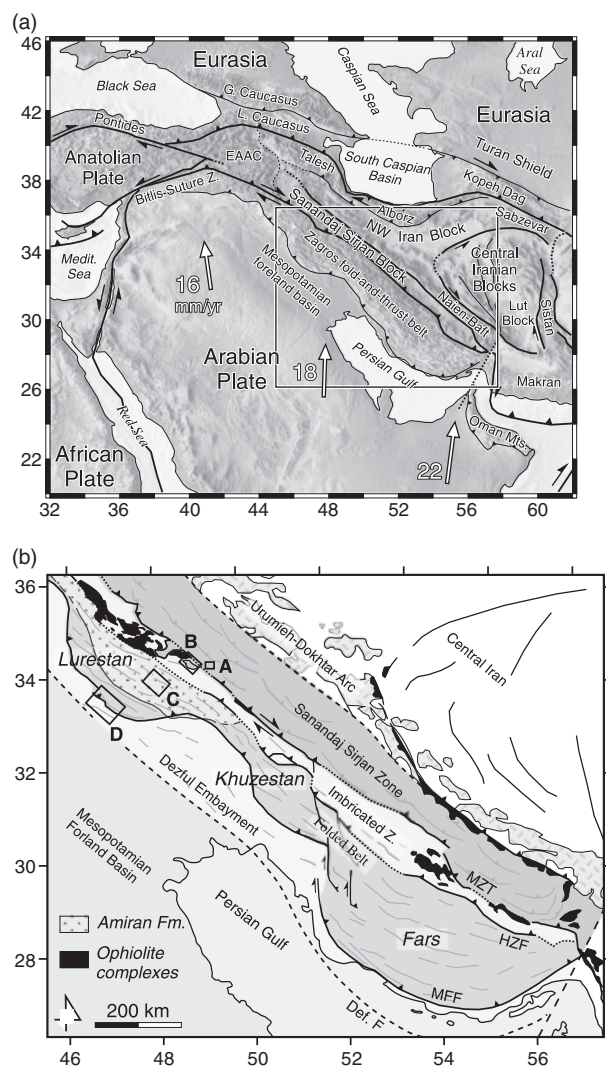 (a)
46
42
38
34
30
26
22
32
36
40
44
48
52
56
60
Eurasia
Black Sea
Caspian Sea
Aral
Sea
G. Caucasus
L. Caucasus
Eurasia
Pontides
Turan Shield
Anatolian
Plate
EAAC
Talesh
South Caspian
Basin
Kopeh Dag
Bitlis-Suture Z.
Alborz
Sabzevar
NW Iran Block
Sanandaj Sirjan Block
Medit.
Sea
16
mm/yr
Mesopotamian
foreland basin
Zagros fold-and-thrust belt
Central
Iranian
Blocks
Lut
Block
Sistan
Naien-Baft
Arabian
Plate
18
Persian Gulf
Makran
Red-Sea
Oman Mts.
African
Plate
22
(b)
36
34
32
30
28
46
48
50
52
54
56
B
A
Lurestan
C
D
Urumieh-Dokhtar Arc
Central Iran
Sanandaj Sirjan Zone
Dezful Embayment
Khuzestan
Imbricated Z.
Folded Belt
Mesopotamian
Forland Basin
Persian Gulf
MZT
Fars
HZF
MFF
Def. F
Amiran Fm.
Ophiolite
complexes
200 km